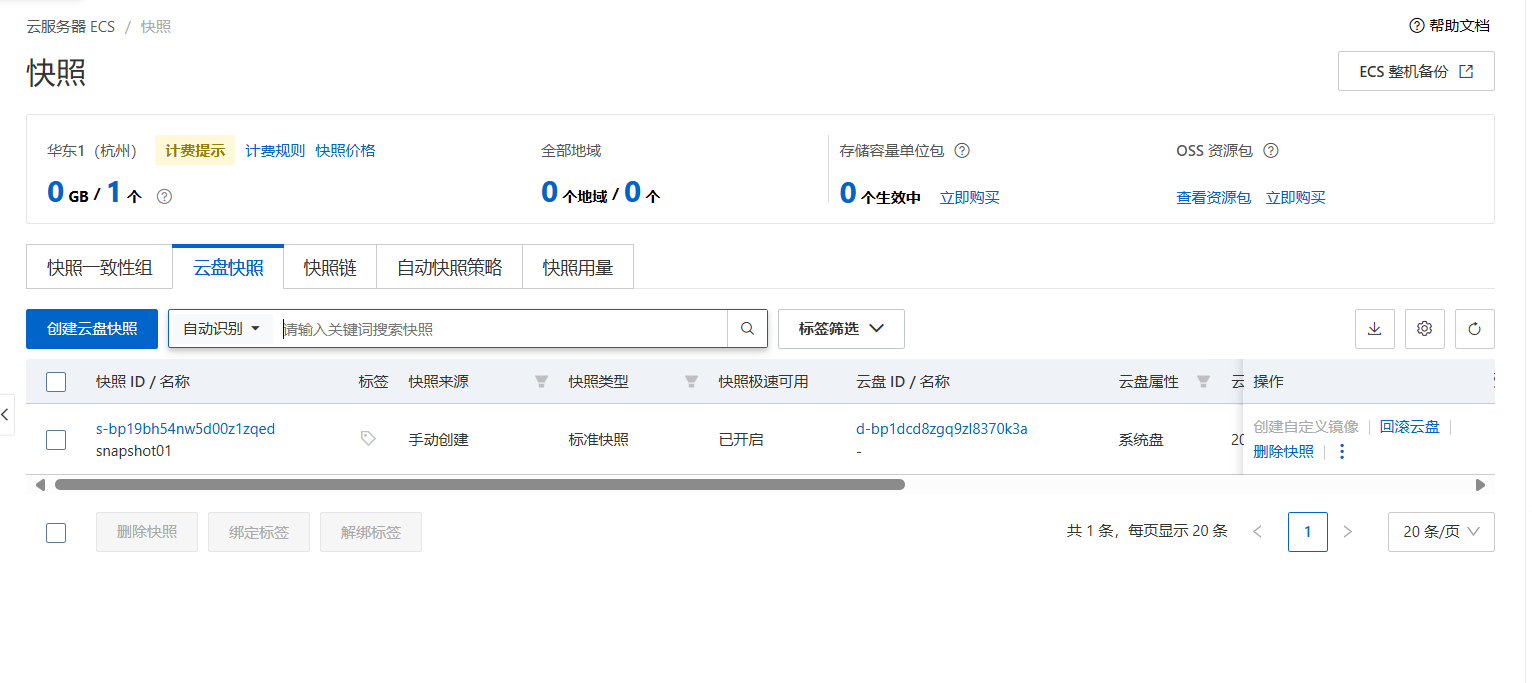 云服务器 ECS / 快照
帮助文档
快照
ECS 整机备份
华东1（杭州） 计费提示 计费规则 快照价格
全部地域
存储容量单位包
OSS 资源包
0 GB / 1 个
0 个地域 / 0 个
0 个生效中 立即购买
查看资源包 立即购买
快照一致性组 云盘快照 快照链 自动快照策略 快照用量
创建云盘快照 自动识别 请输入关键词搜索快照 标签筛选
快照 ID / 名称 标签 快照来源 快照类型 快照极速可用 云盘 ID / 名称 云盘属性 云 操作
s-bp19bh54nw5d00z1zqed 手动创建 标准快照 已开启 d-bp1dcd8zgq9zl8370k3a 系统盘 20 创建自定义镜像 回滚云盘
snapshot01 - 删除快照
删除快照 绑定标签 解绑标签 共 1 条，每页显示 20 条 < 1 > 20 条/页